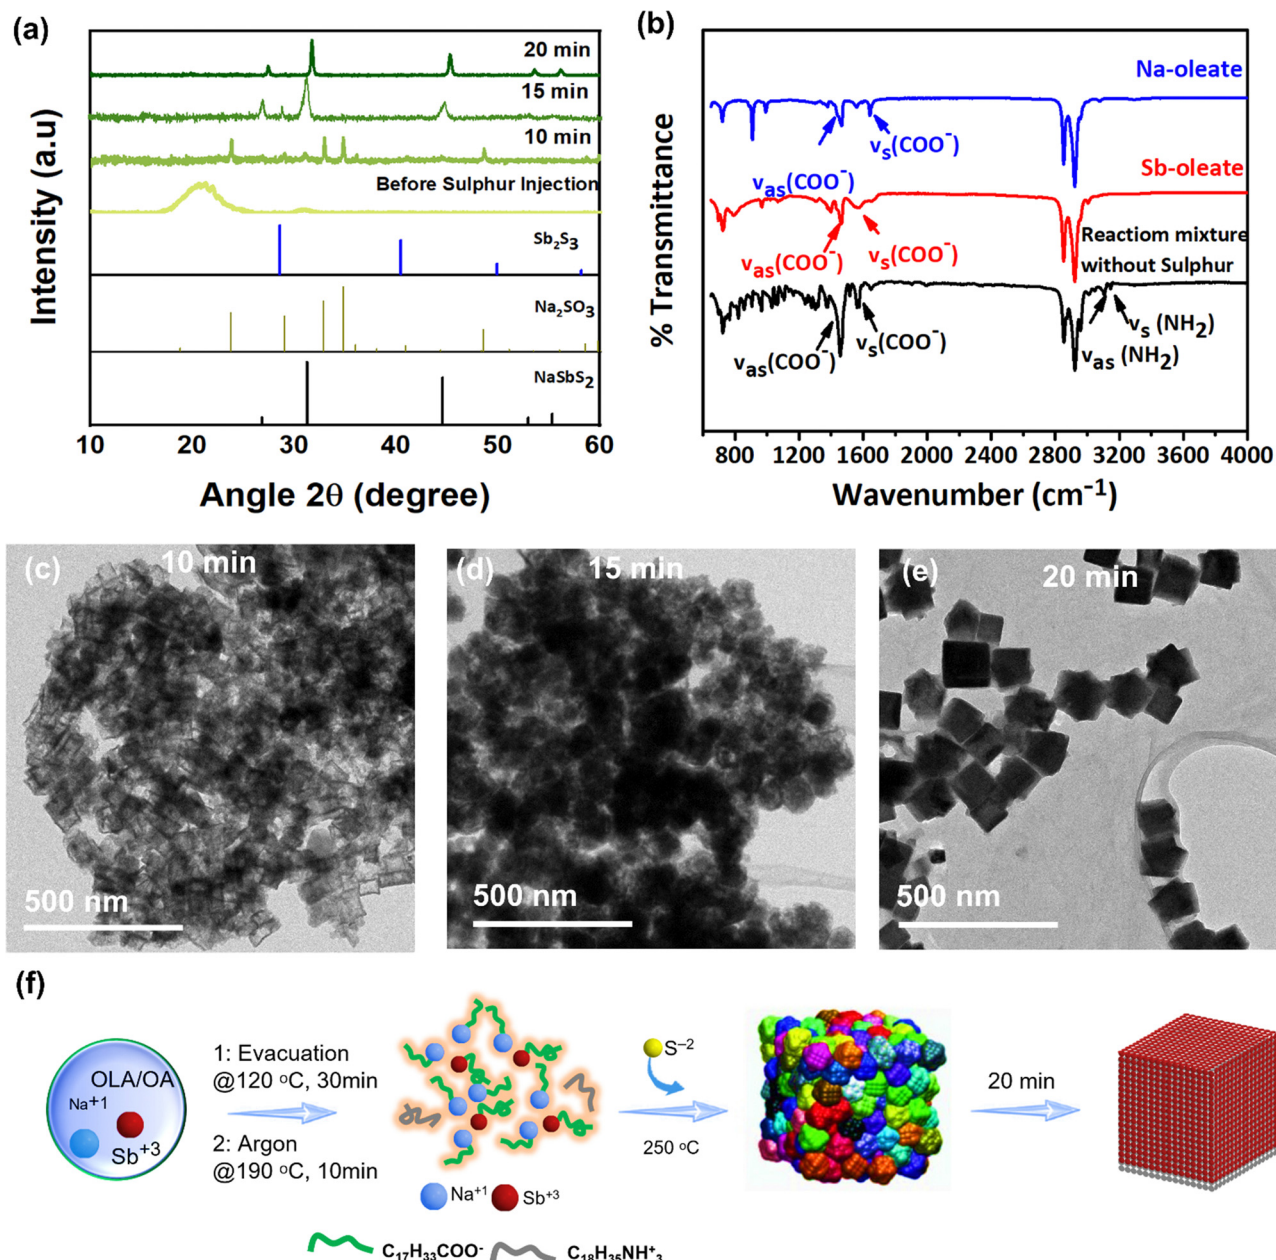 (a)
20 min
15 min
10 min
Before Sulphur Injection
Sb2S3
Na2SO3
NaSbS2
Intensity (a.u)
10 20 30 40 50 60
Angle 2θ (degree)
(b)
Na-oleate
vs(COO-)
vas(COO-)
Sb-oleate
vas(COO-)
vs(COO-)
Reactiom mixture
without Sulphur
vs (NH2)
vas (NH2)
vs(COO-)
vas(COO-)
% Transmittance
800 1200 1600 2000 2400 2800 3200 3600 4000
Wavenumber (cm-1)
(c)
10 min
500 nm
(d)
15 min
500 nm
(e)
20 min
500 nm
(f)
OLA/OA
Na+1
Sb+3
1: Evacuation
@120 oC, 30min
2: Argon
@190 oC, 10min
Na+1
Sb+3
C17H33COO-
C18H35NH+3
S-2
250 oC
20 min